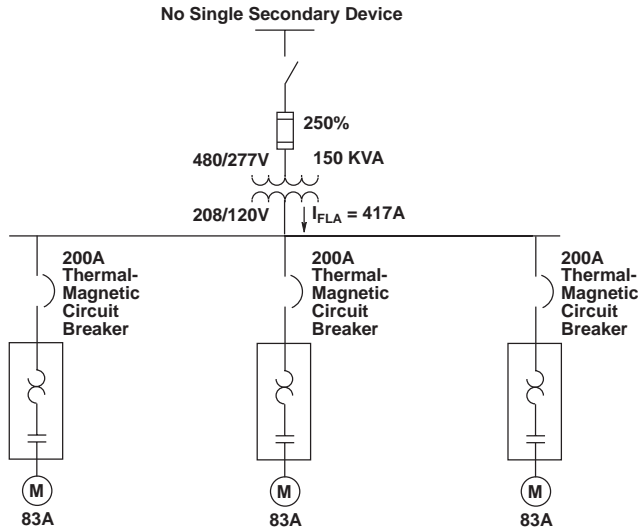 No Single Secondary Device
250%
480/277V
150 KVA
208/120V
I_FLA = 417A
200A
Thermal-
Magnetic
Circuit
Breaker
200A
Thermal-
Magnetic
Circuit
Breaker
200A
Thermal-
Magnetic
Circuit
Breaker
M
83A
M
83A
M
83A